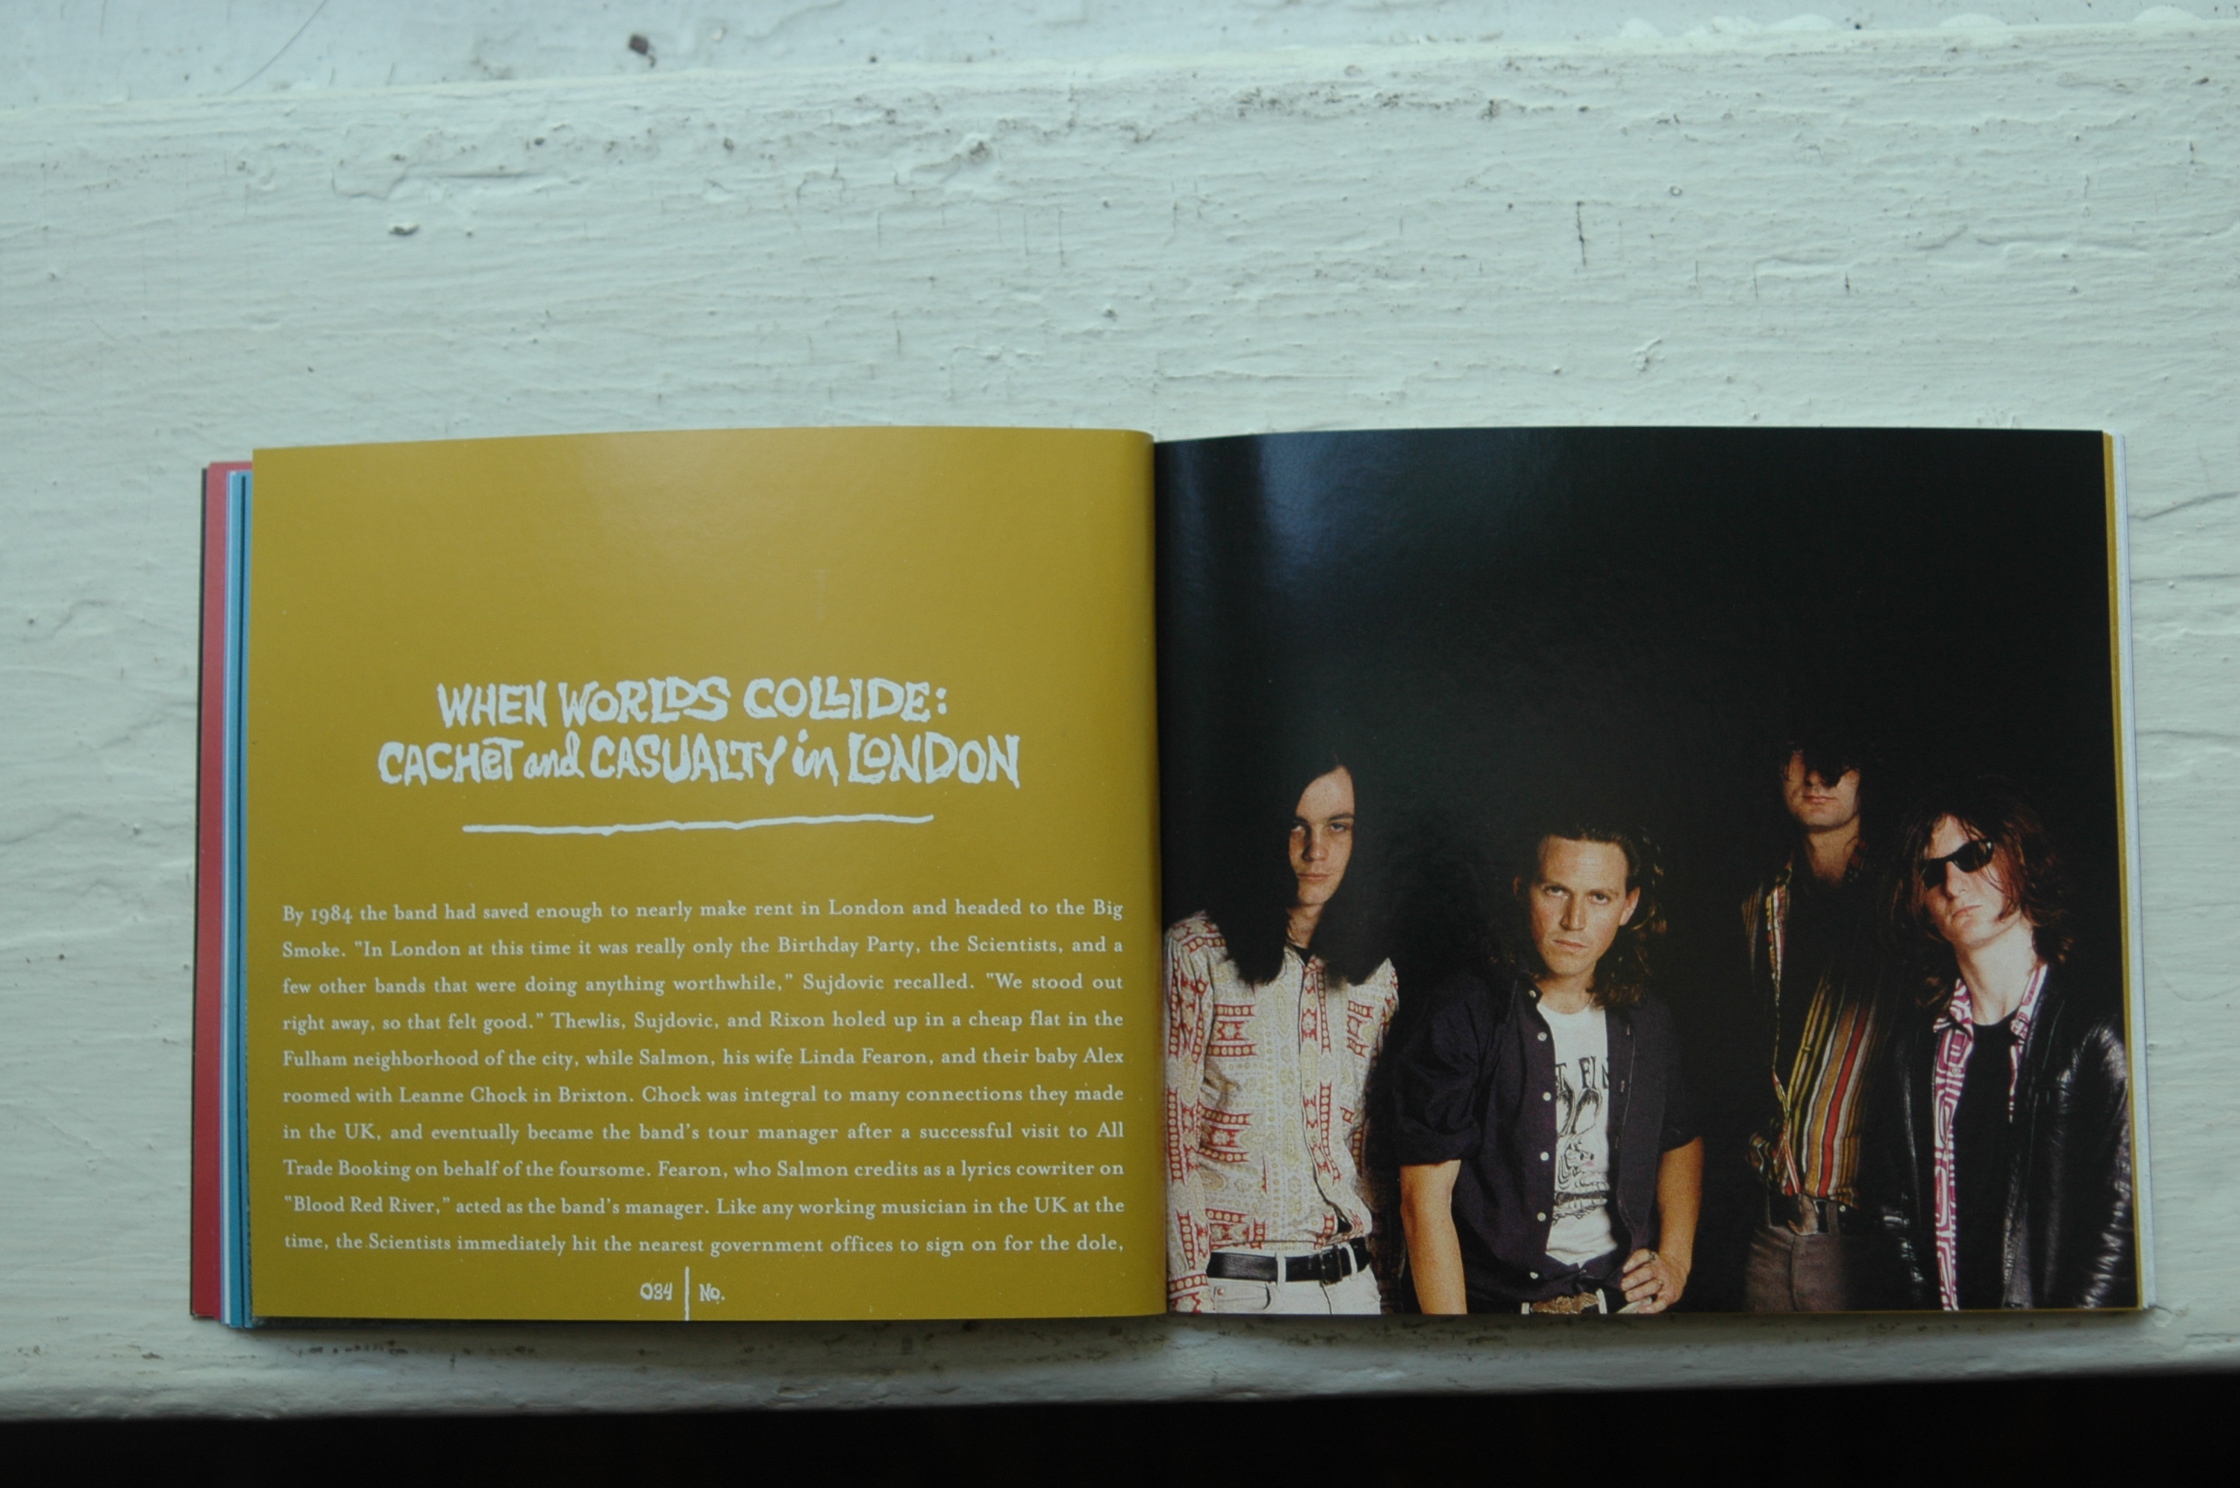 WHEN WORLDS COLLIDE:
CACHET and CASUALTY in LONDON
By 1984 the band had saved enough to nearly make rent in London and headed to the Big
Smoke. "In London at this time it was really only the Birthday Party, the Scientists, and a
few other bands that were doing anything worthwhile," Sujdovic recalled. "We stood out
right away, so that felt good." Thewlis, Sujdovic, and Rixon holed up in a cheap flat in the
Fulham neighborhood of the city, while Salmon, his wife Linda Fearon, and their baby Alex
roomed with Leanne Chock in Brixton. Chock was integral to many connections they made
in the UK, and eventually became the band's tour manager after a successful visit to All
Trade Booking on behalf of the foursome. Fearon, who Salmon credits as a lyrics cowriter on
"Blood Red River," acted as the band's manager. Like any working musician in the UK at the
time, the Scientists immediately hit the nearest government offices to sign on for the dole,
034 No.